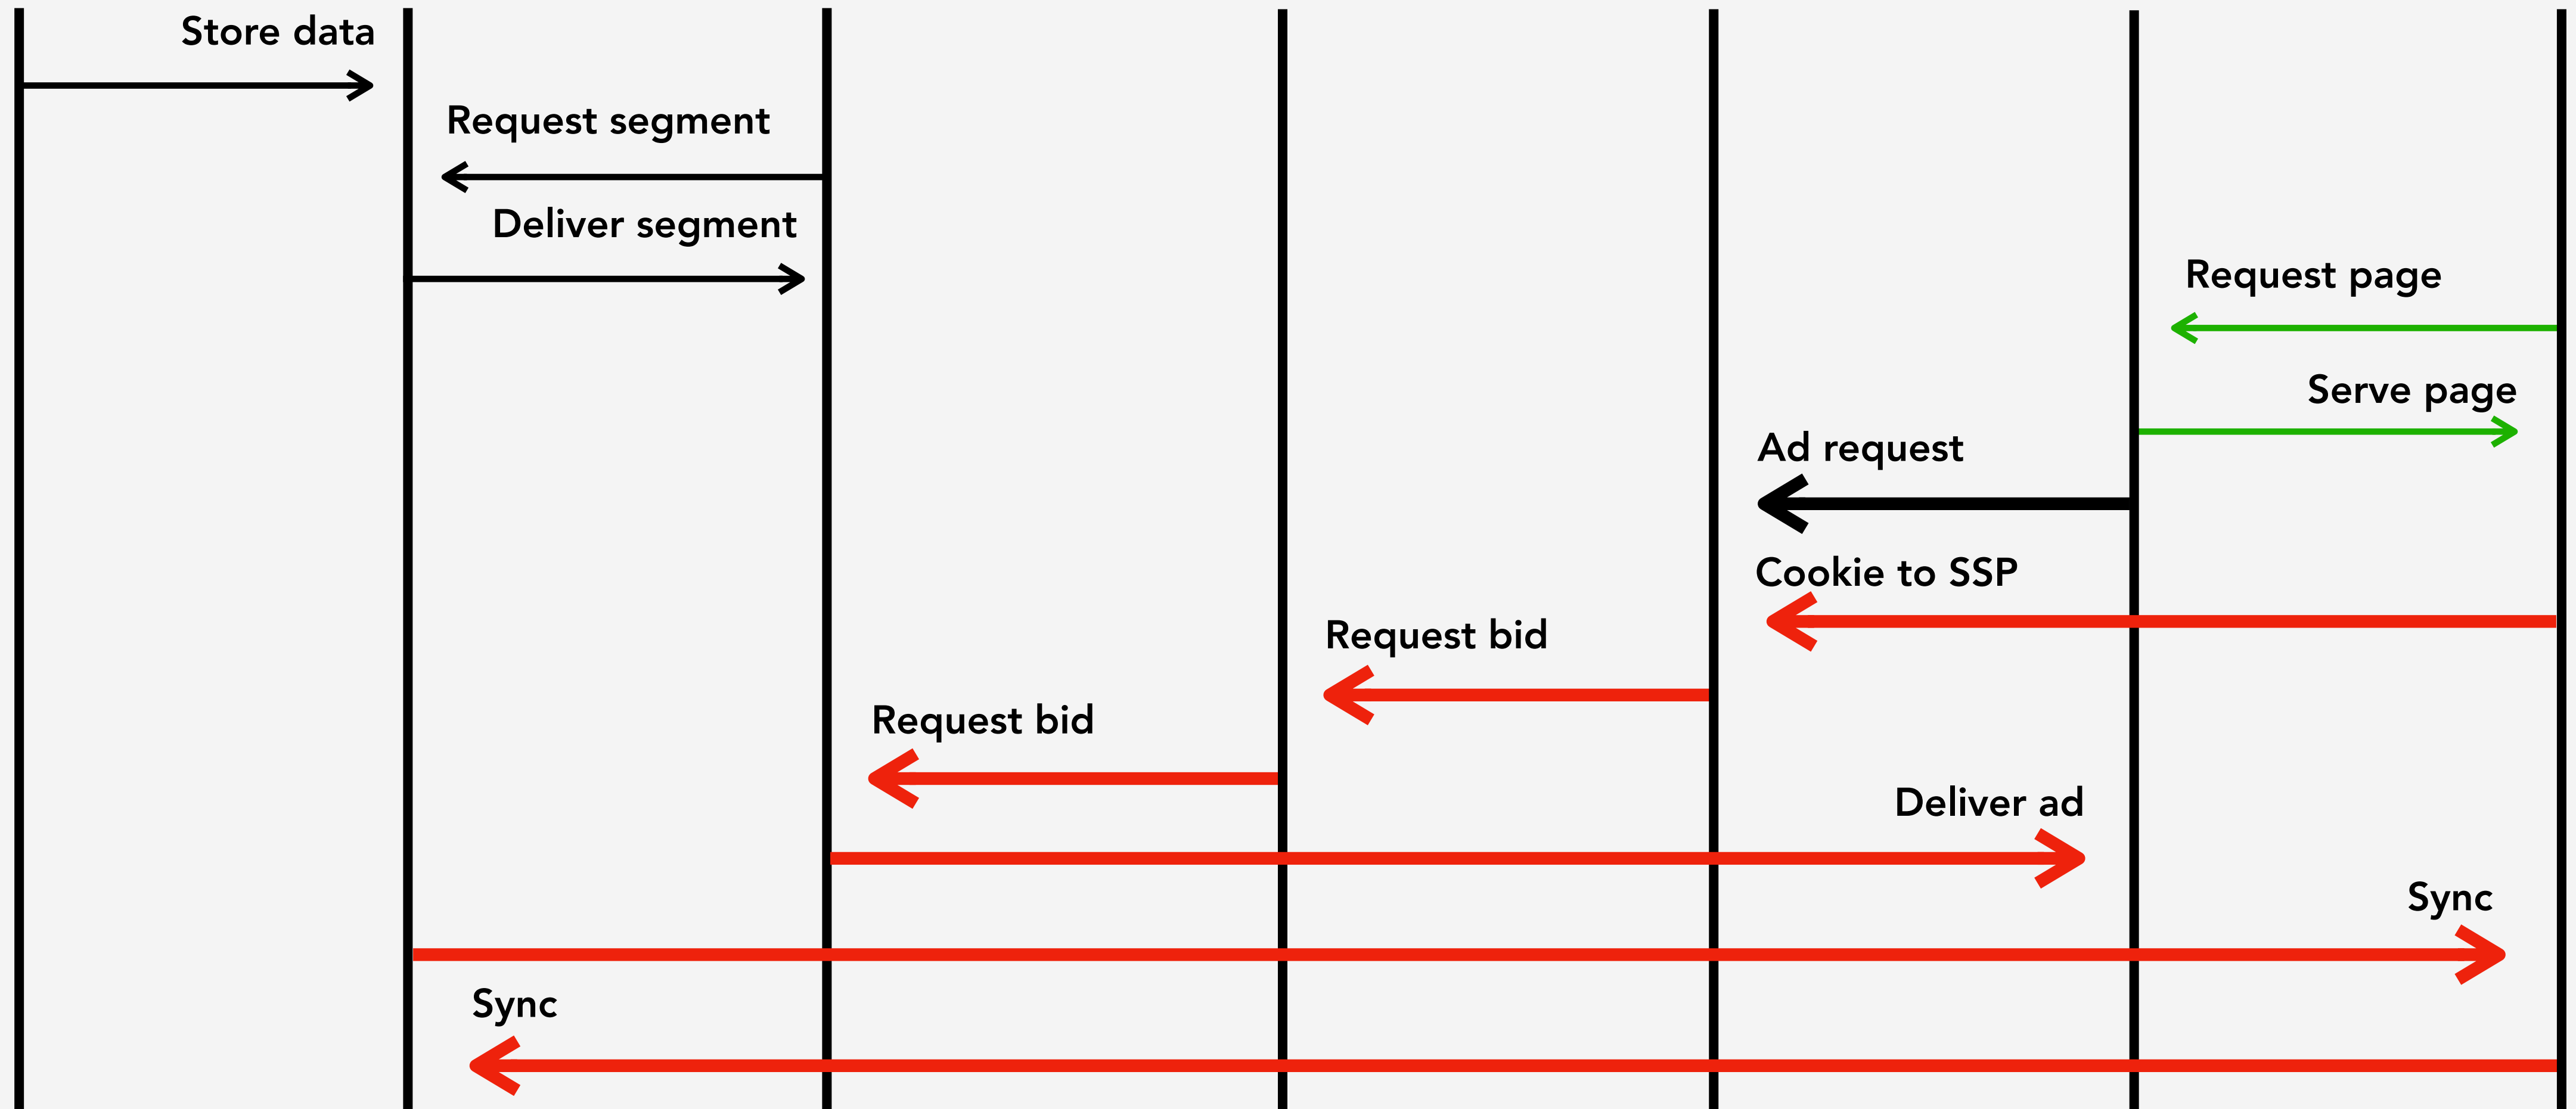 Store data
Request segment
Deliver segment
Request page
Serve page
Ad request
Cookie to SSP
Request bid
Request bid
Deliver ad
Sync
Sync